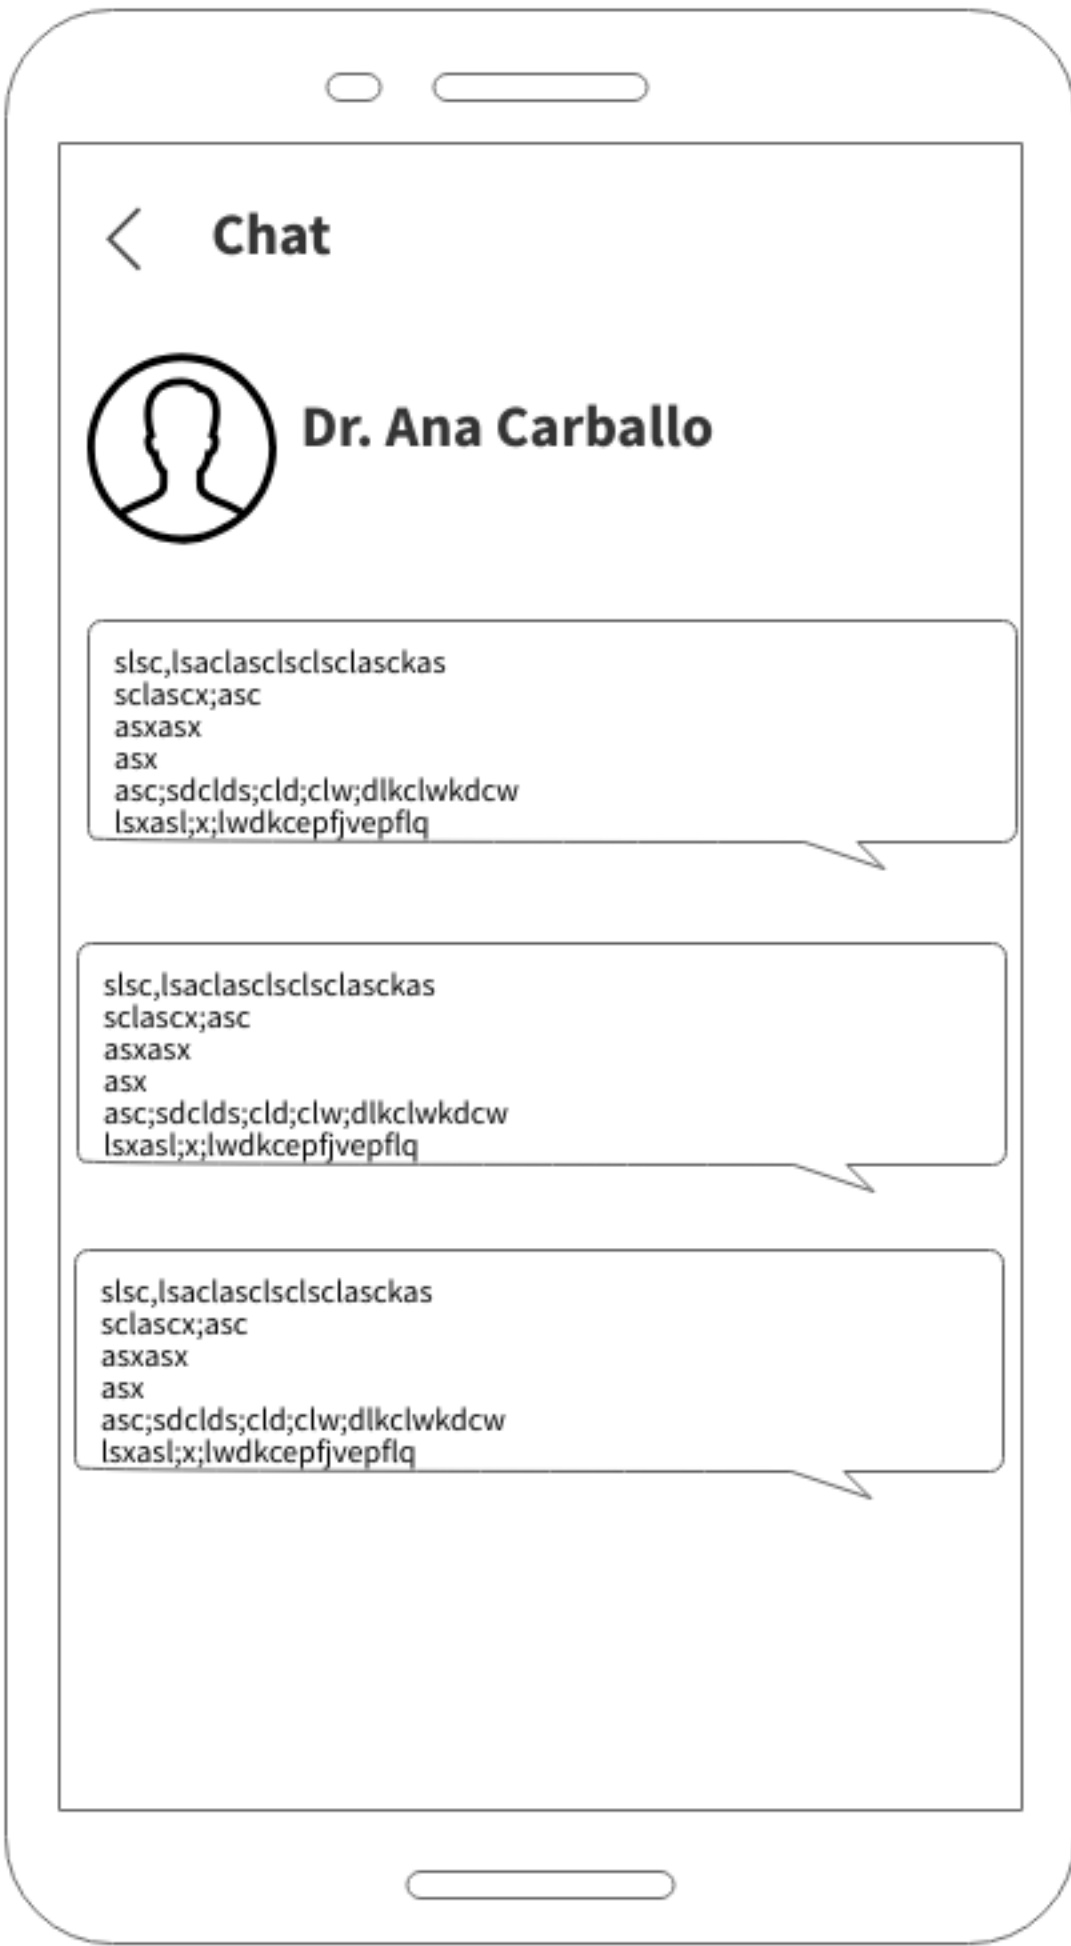 Chat
Dr. Ana Carballo
slsc,lsaclasclsclsclasckas
sclascx;asc
asxasx
asx
asc;sdclds;cld;clw;dlkclwkdcw
lsxasl;x;lwdkcepfjvepflq
slsc,lsaclasclsclsclasckas
sclascx;asc
asxasx
asx
asc;sdclds;cld;clw;dlkclwkdcw
lsxasl;x;lwdkcepfjvepflq
slsc,lsaclasclsclsclasckas
sclascx;asc
asxasx
asx
asc;sdclds;cld;clw;dlkclwkdcw
lsxasl;x;lwdkcepfjvepflq